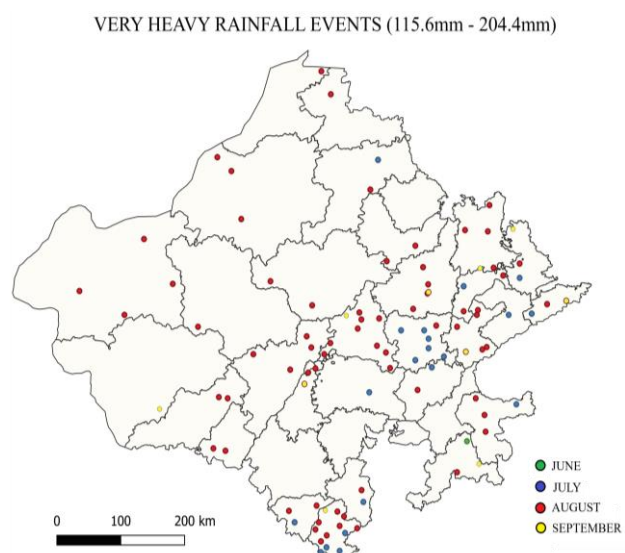 VERY HEAVY RAINFALL EVENTS (115.6mm - 204.4mm)
JUNE
JULY
AUGUST
SEPTEMBER
0 100 200 km